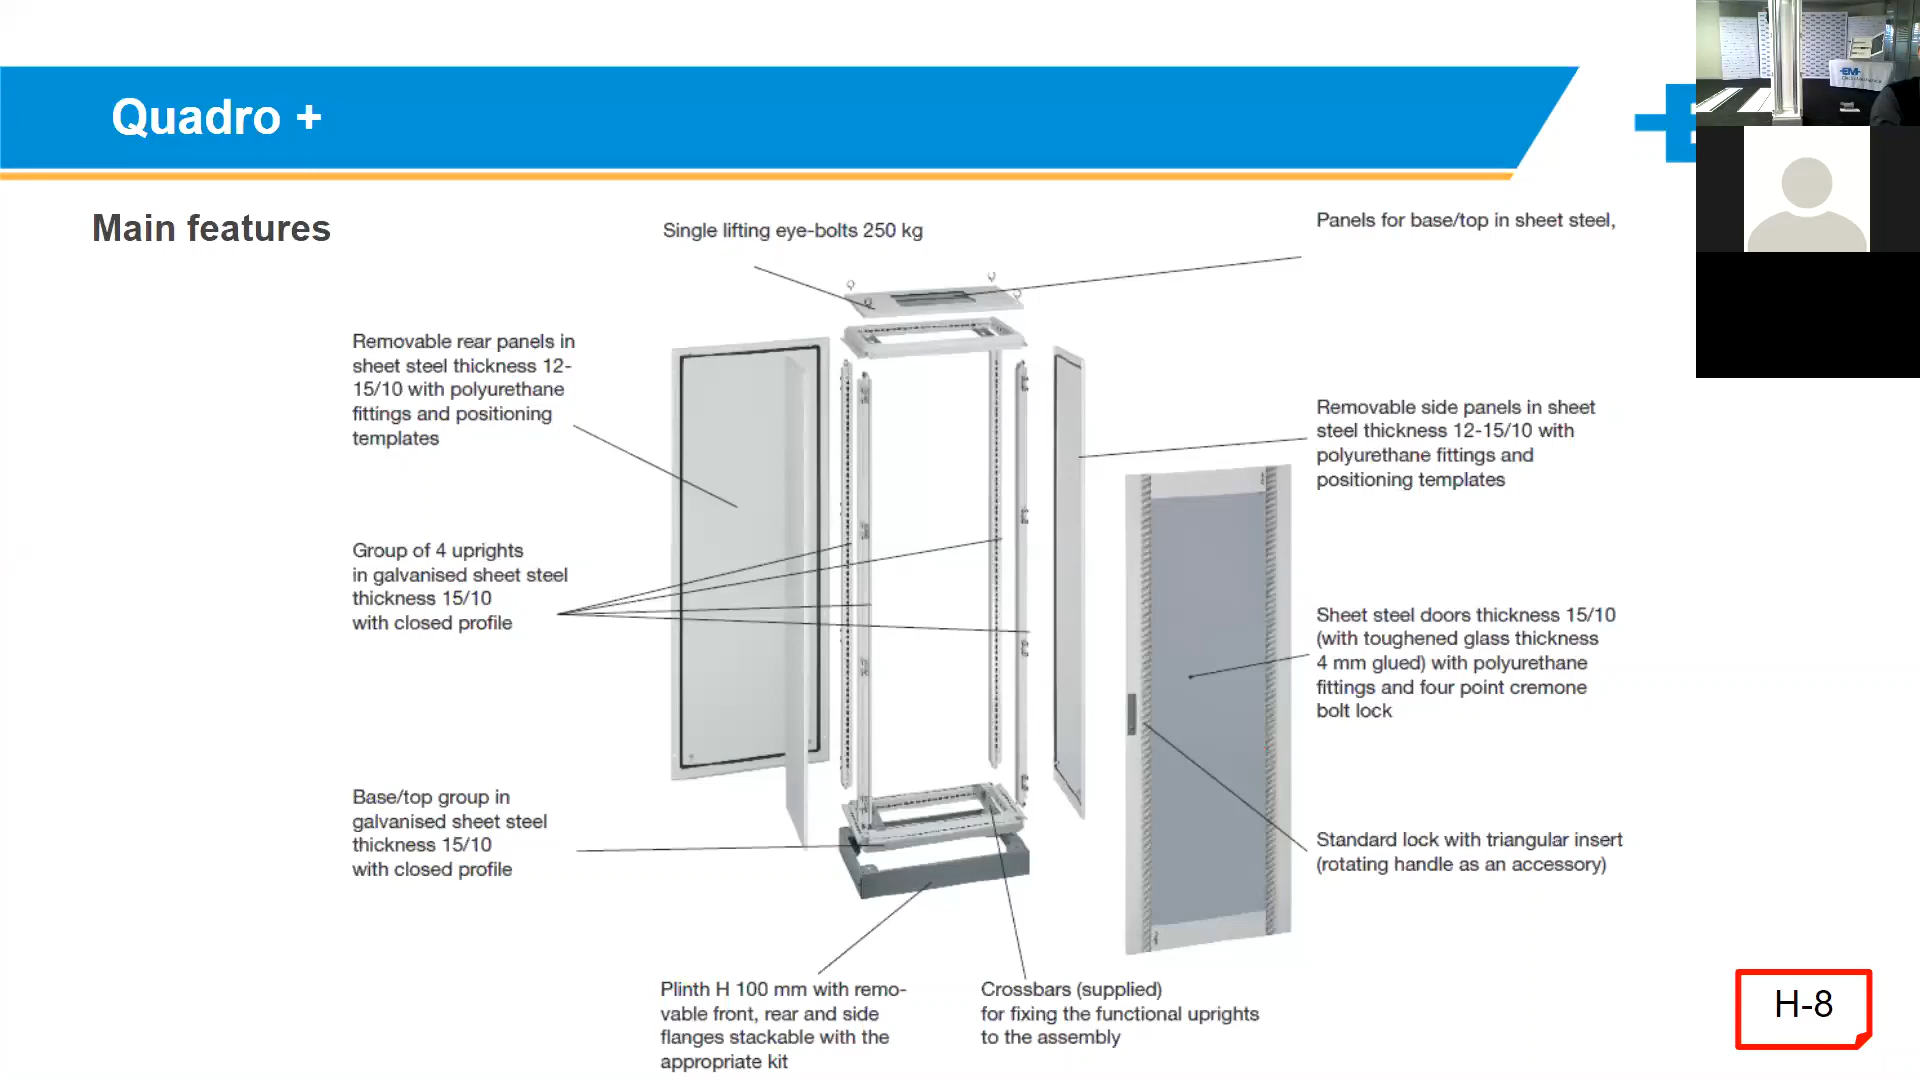 Quadro +
Main features
Single lifting eye-bolts 250 kg
Panels for base/top in sheet steel,
Removable rear panels in
sheet steel thickness 12-
15/10 with polyurethane
fittings and positioning
templates
Removable side panels in sheet
steel thickness 12-15/10 with
polyurethane fittings and
positioning templates
Group of 4 uprights
in galvanised sheet steel
thickness 15/10
with closed profile
Sheet steel doors thickness 15/10
(with toughened glass thickness
4 mm glued) with polyurethane
fittings and four point cremone
bolt lock
Base/top group in
galvanised sheet steel
thickness 15/10
with closed profile
Standard lock with triangular insert
(rotating handle as an accessory)
Plinth H 100 mm with remo-
vable front, rear and side
flanges stackable with the
appropriate kit
Crossbars (supplied)
for fixing the functional uprights
to the assembly
H-8
EM